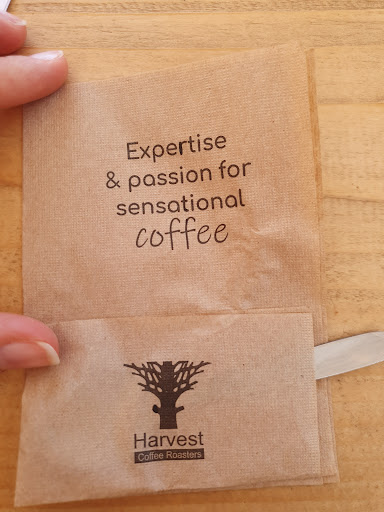 Expertise
& passion for
sensational
coffee
Harvest
Coffee Roasters